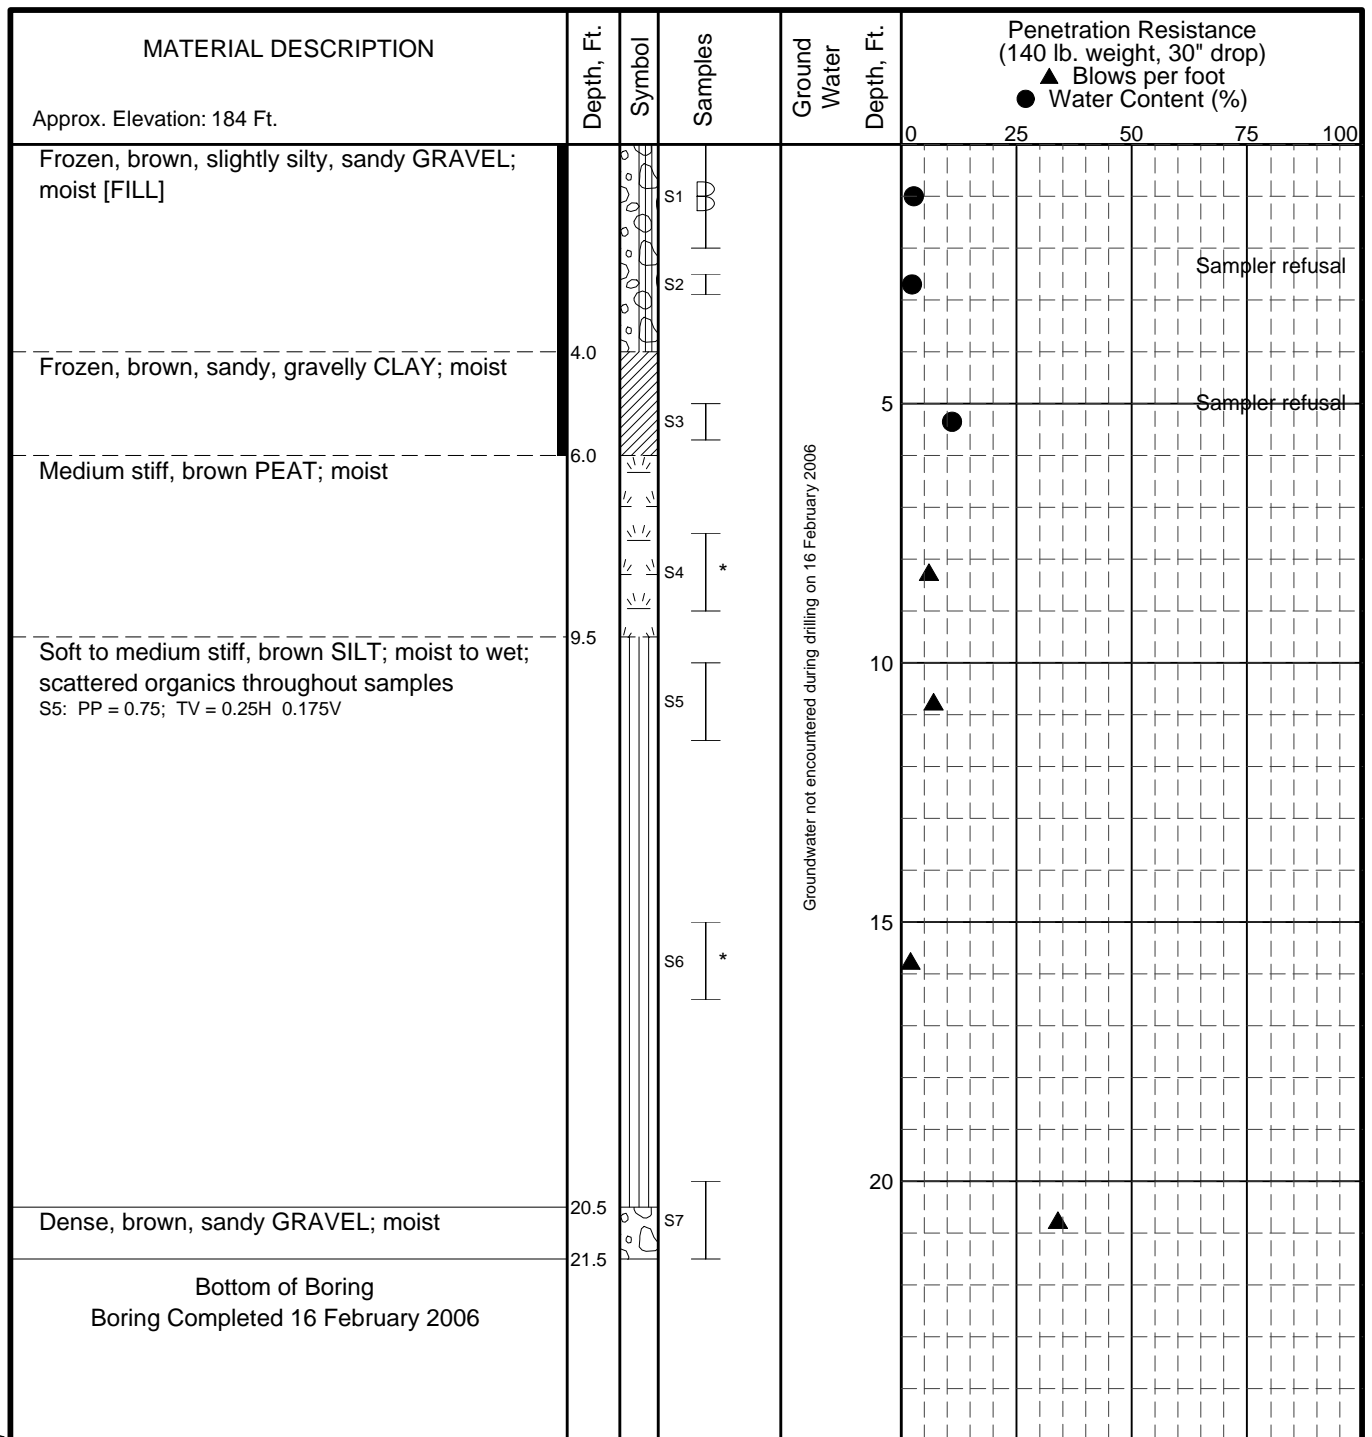 MATERIAL DESCRIPTION
Approx. Elevation: 184 Ft.
Depth, Ft.
Symbol
Samples
Ground
Water
Depth, Ft.
Penetration Resistance
(140 lb. weight, 30" drop)
▲ Blows per foot
● Water Content (%)
0 25 50 75 100
Frozen, brown, slightly silty, sandy GRAVEL;
moist [FILL]
S1
Sampler refusal
S2
4.0
Frozen, brown, sandy, gravelly CLAY; moist
5
Sampler refusal
S3
6.0
Medium stiff, brown PEAT; moist
S4 *
Groundwater not encountered during drilling on 16 February 2006
9.5
Soft to medium stiff, brown SILT; moist to wet;
scattered organics throughout samples
S5: PP = 0.75; TV = 0.25H 0.175V
10
S5
15
S6 *
20
20.5
Dense, brown, sandy GRAVEL; moist
S7
21.5
Bottom of Boring
Boring Completed 16 February 2006